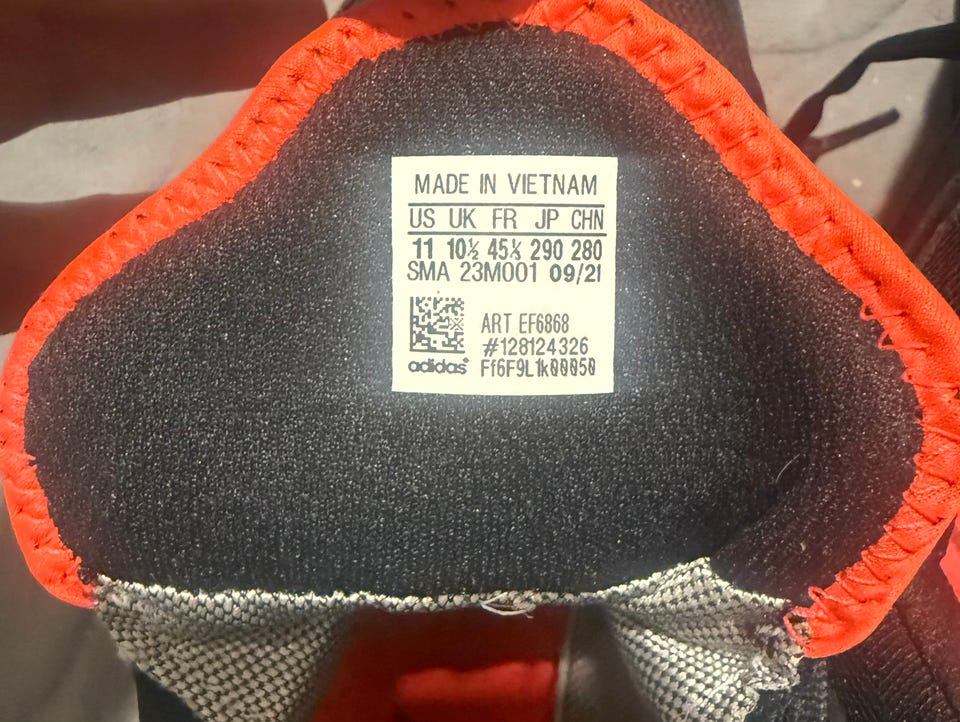 MADE IN VIETNAM
US UK FR JP CHN
11 10½ 45⅓ 290 280
SMA 23M001 09/21
ART EF6868
#128124326
adidas® Ff6F9L1k00050